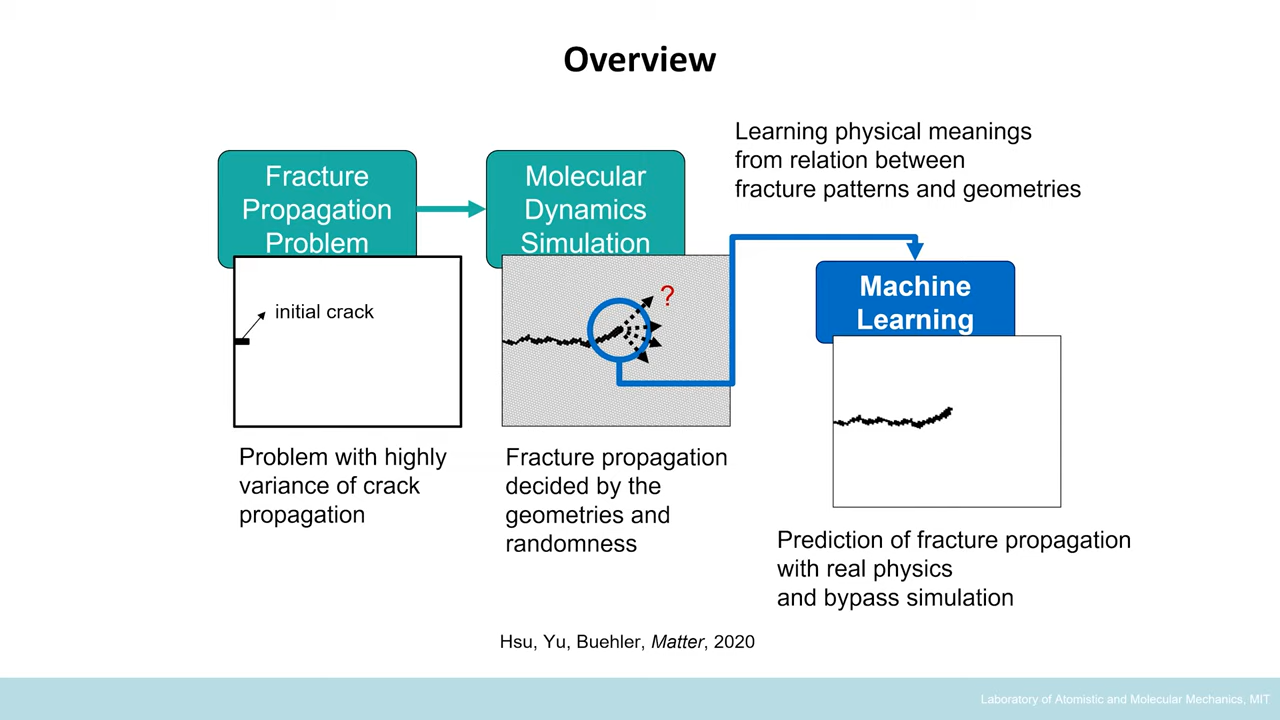 Overview
Learning physical meanings
from relation between
fracture patterns and geometries
Fracture
Propagation
Problem
Molecular
Dynamics
Simulation
Machine
Learning
initial crack
?
Problem with highly
variance of crack
propagation
Fracture propagation
decided by the
geometries and
randomness
Prediction of fracture propagation
with real physics
and bypass simulation
Hsu, Yu, Buehler, Matter, 2020
Laboratory of Atomistic and Molecular Mechanics, MIT